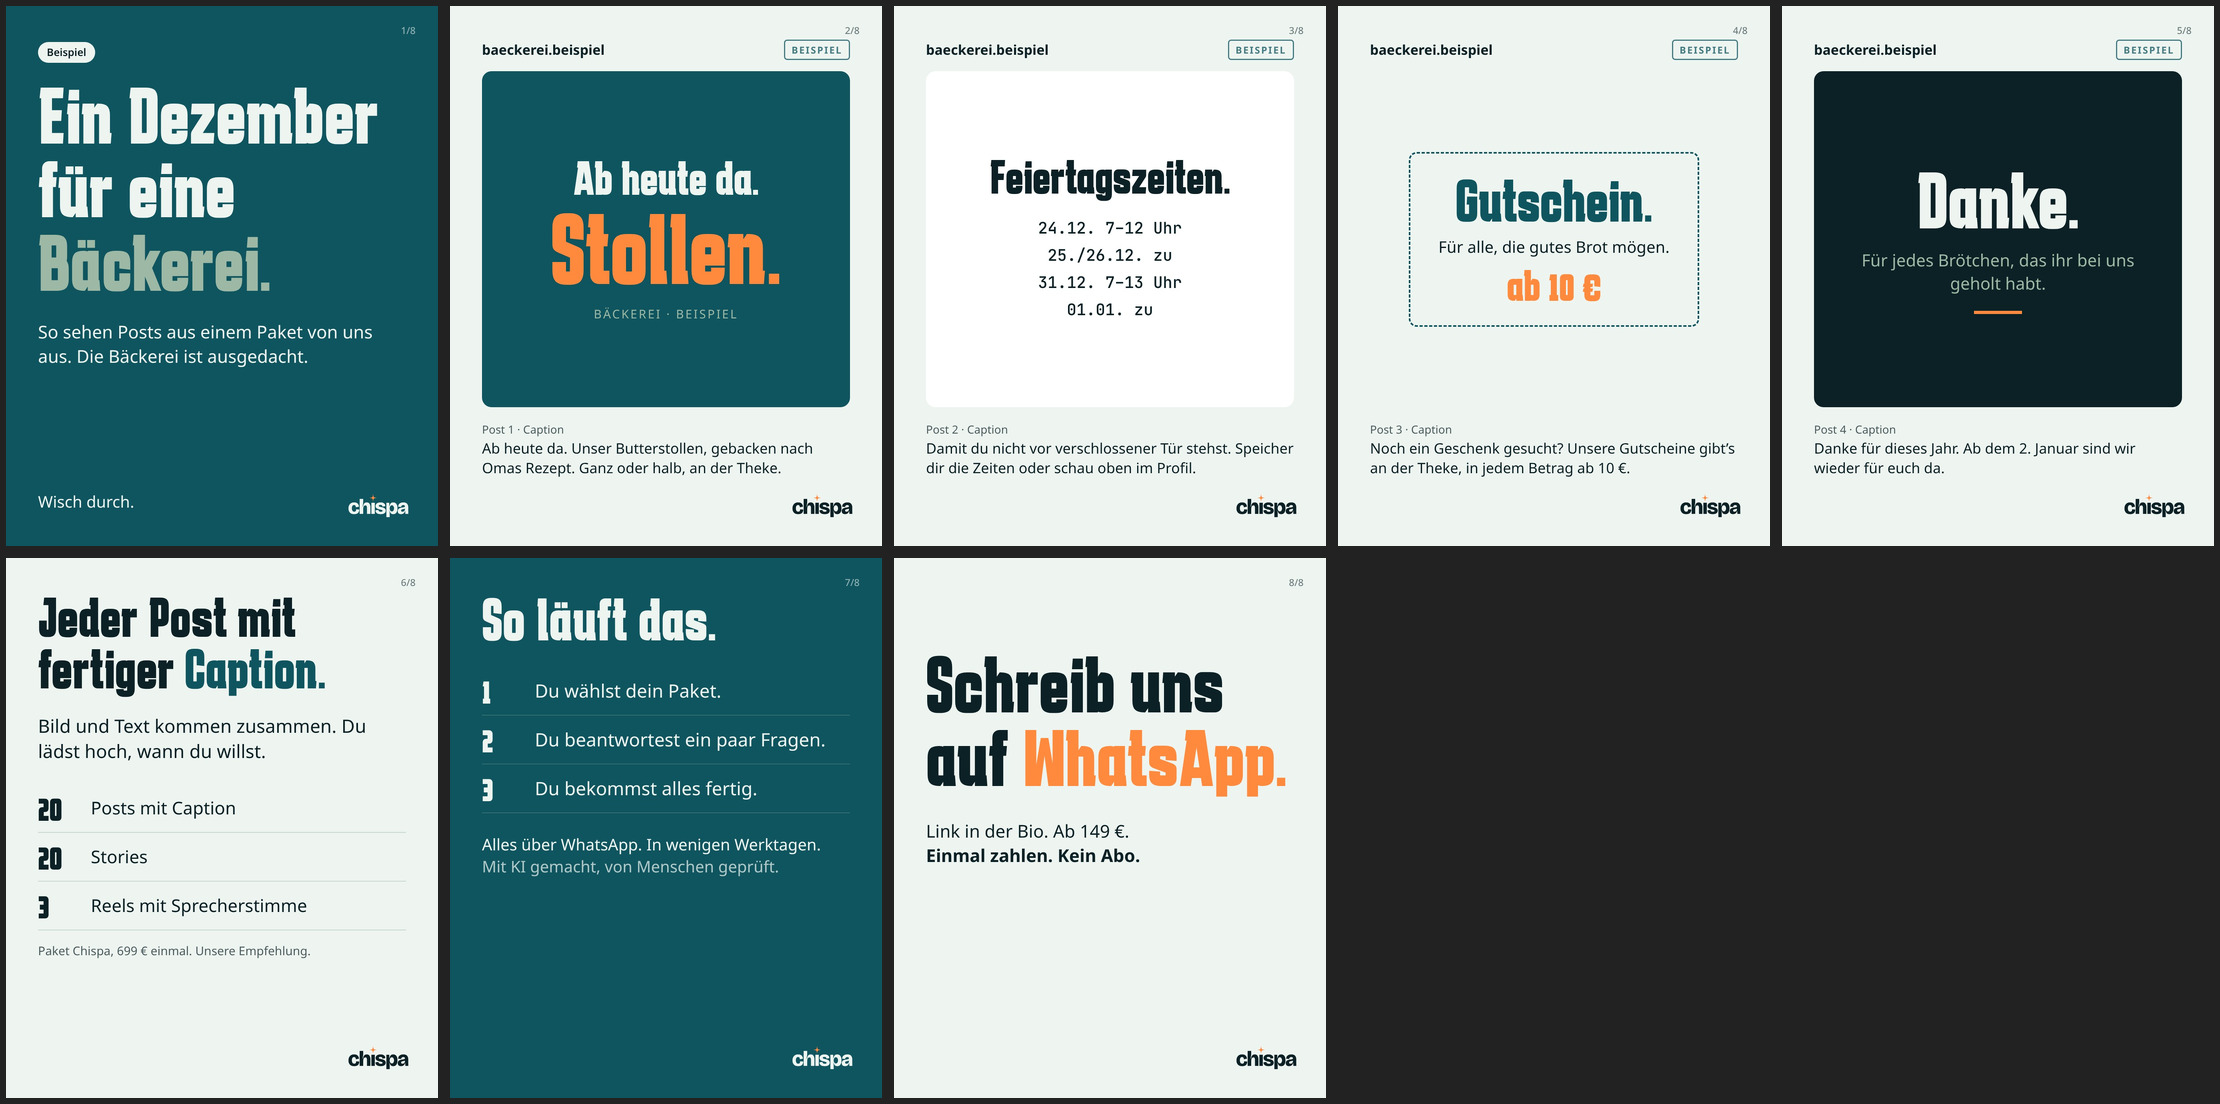 1/8
Beispiel
Ein Dezember
für eine
Bäckerei.
So sehen Posts aus einem Paket von uns
aus. Die Bäckerei ist ausgedacht.
Wisch durch.
chispa
2/8
baeckerei.beispiel
BEISPIEL
Ab heute da.
Stollen.
BÄCKEREI · BEISPIEL
Post 1 · Caption
Ab heute da. Unser Butterstollen, gebacken nach
Omas Rezept. Ganz oder halb, an der Theke.
chispa
3/8
baeckerei.beispiel
BEISPIEL
Feiertagszeiten.
24.12. 7–12 Uhr
25./26.12. zu
31.12. 7–13 Uhr
01.01. zu
Post 2 · Caption
Damit du nicht vor verschlossener Tür stehst. Speicher
dir die Zeiten oder schau oben im Profil.
chispa
4/8
baeckerei.beispiel
BEISPIEL
Gutschein.
Für alle, die gutes Brot mögen.
ab 10 €
Post 3 · Caption
Noch ein Geschenk gesucht? Unsere Gutscheine gibt’s
an der Theke, in jedem Betrag ab 10 €.
chispa
5/8
baeckerei.beispiel
BEISPIEL
Danke.
Für jedes Brötchen, das ihr bei uns
geholt habt.
Post 4 · Caption
Danke für dieses Jahr. Ab dem 2. Januar sind wir
wieder für euch da.
chispa
6/8
Jeder Post mit
fertiger Caption.
Bild und Text kommen zusammen. Du
lädst hoch, wann du willst.
20 Posts mit Caption
20 Stories
3 Reels mit Sprecherstimme
Paket Chispa, 699 € einmal. Unsere Empfehlung.
chispa
7/8
So läuft das.
1 Du wählst dein Paket.
2 Du beantwortest ein paar Fragen.
3 Du bekommst alles fertig.
Alles über WhatsApp. In wenigen Werktagen.
Mit KI gemacht, von Menschen geprüft.
chispa
8/8
Schreib uns
auf WhatsApp.
Link in der Bio. Ab 149 €.
Einmal zahlen. Kein Abo.
chispa